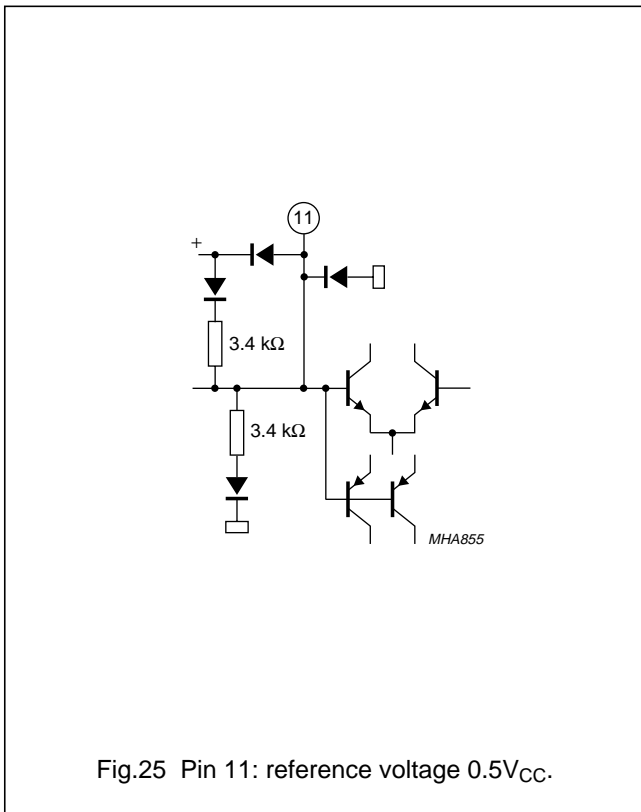 11
+
3.4 kΩ
3.4 kΩ
MHA855
Fig.25 Pin 11: reference voltage 0.5VCC.